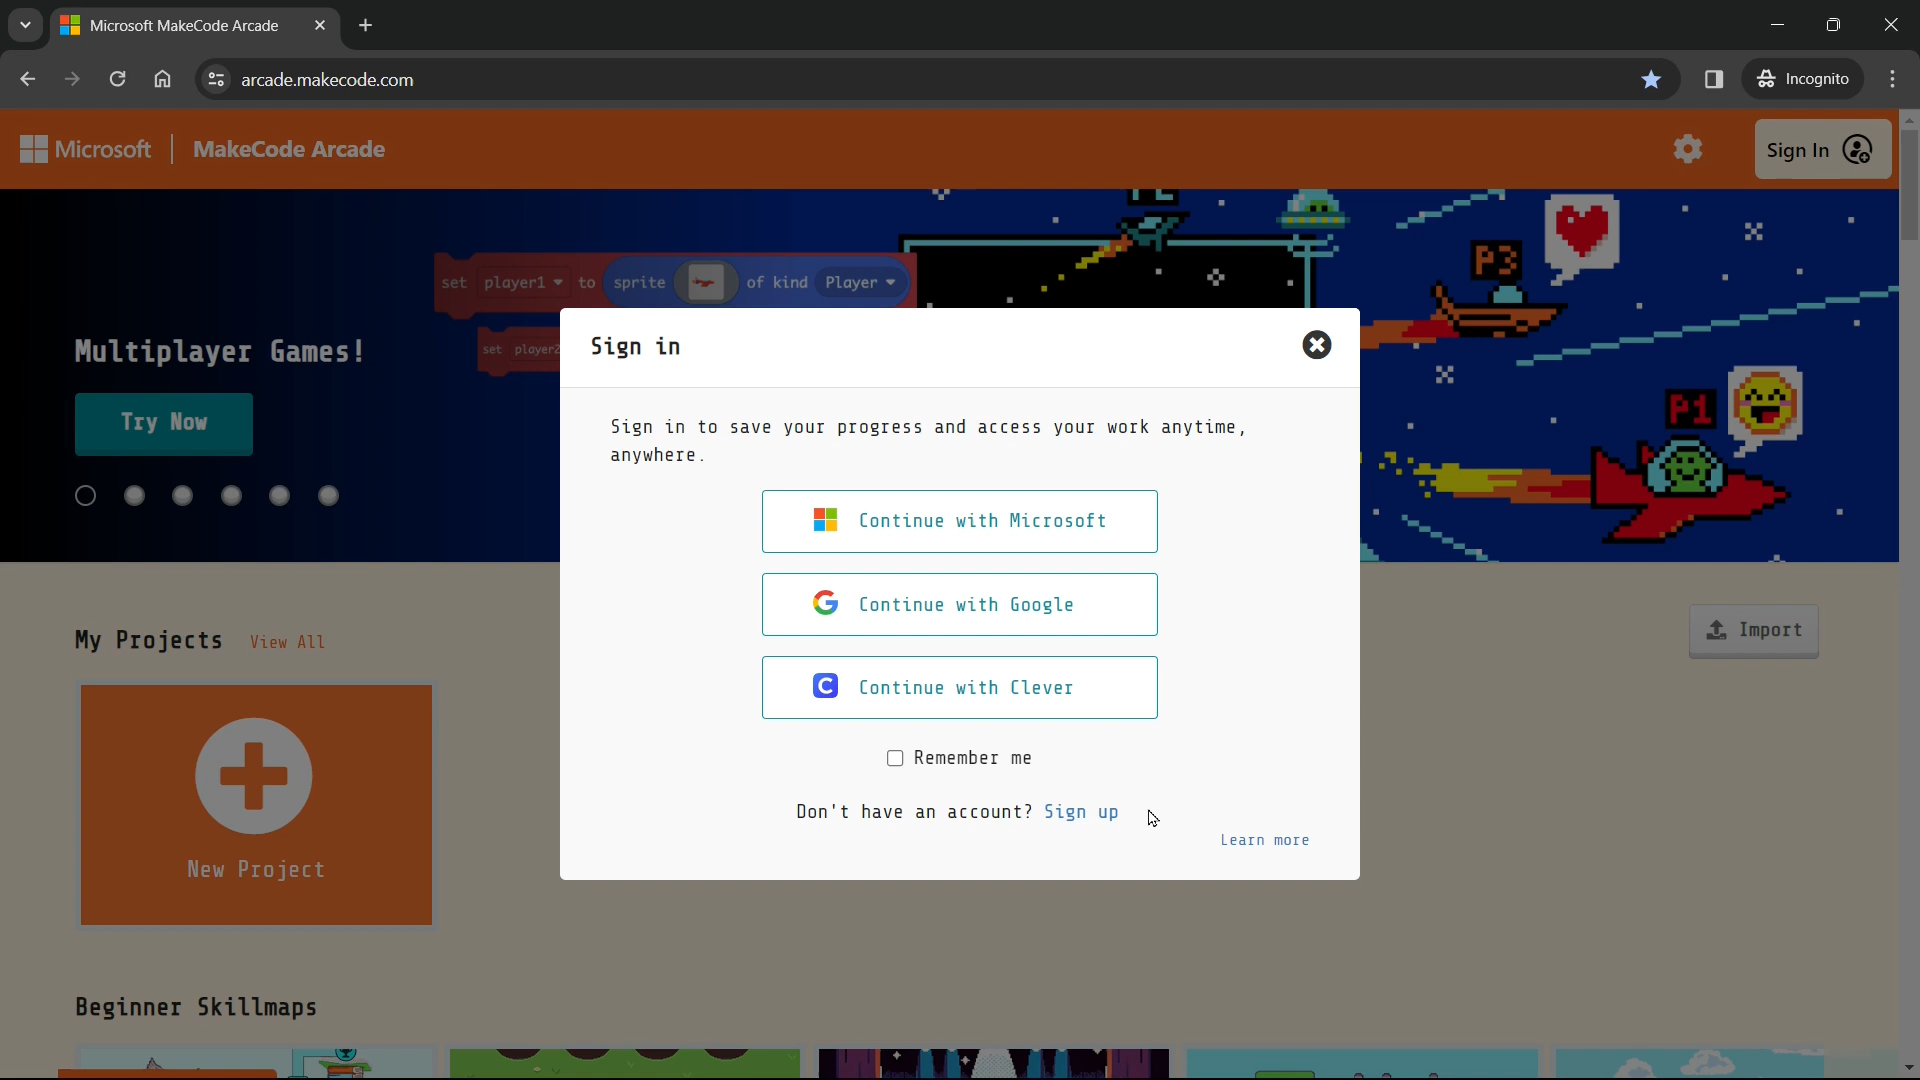 Microsoft MakeCode Arcade
arcade.makecode.com
Incognito
Microsoft
MakeCode Arcade
Sign In
set player1 to sprite of kind Player
set player2
P3
P1
Multiplayer Games!
Try Now
Sign in
Sign in to save your progress and access your work anytime,
anywhere.
Continue with Microsoft
Continue with Google
Continue with Clever
Remember me
Don't have an account? Sign up
Learn more
My Projects View All
Import
New Project
Beginner Skillmaps